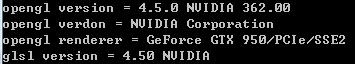 opengl version = 4.5.0 NVIDIA 362.00
opengl verdon = NVIDIA Corporation
opengl renderer = GeForce GTX 950/PCIe/SSE2
glsl version = 4.50 NVIDIA